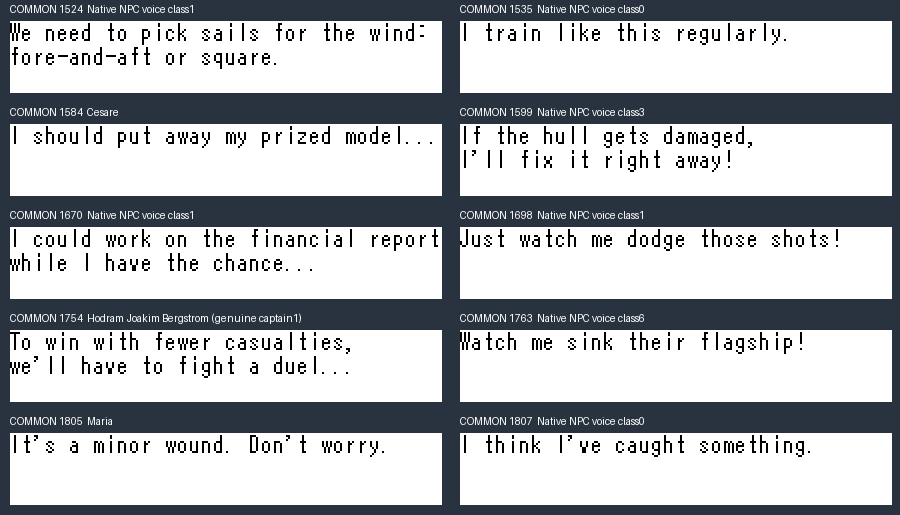 COMMON 1524 Native NPC voice class1
We need to pick sails for the wind:
fore-and-aft or square.
COMMON 1535 Native NPC voice class0
I train like this regularly.
COMMON 1584 Cesare
I should put away my prized model...
COMMON 1599 Native NPC voice class3
If the hull gets damaged,
I'll fix it right away!
COMMON 1670 Native NPC voice class1
I could work on the financial report
while I have the chance...
COMMON 1698 Native NPC voice class1
Just watch me dodge those shots!
COMMON 1754 Hodram Joakim Bergstrom (genuine captain1)
To win with fewer casualties,
we'll have to fight a duel...
COMMON 1763 Native NPC voice class6
Watch me sink their flagship!
COMMON 1805 Maria
It's a minor wound. Don't worry.
COMMON 1807 Native NPC voice class0
I think I've caught something.